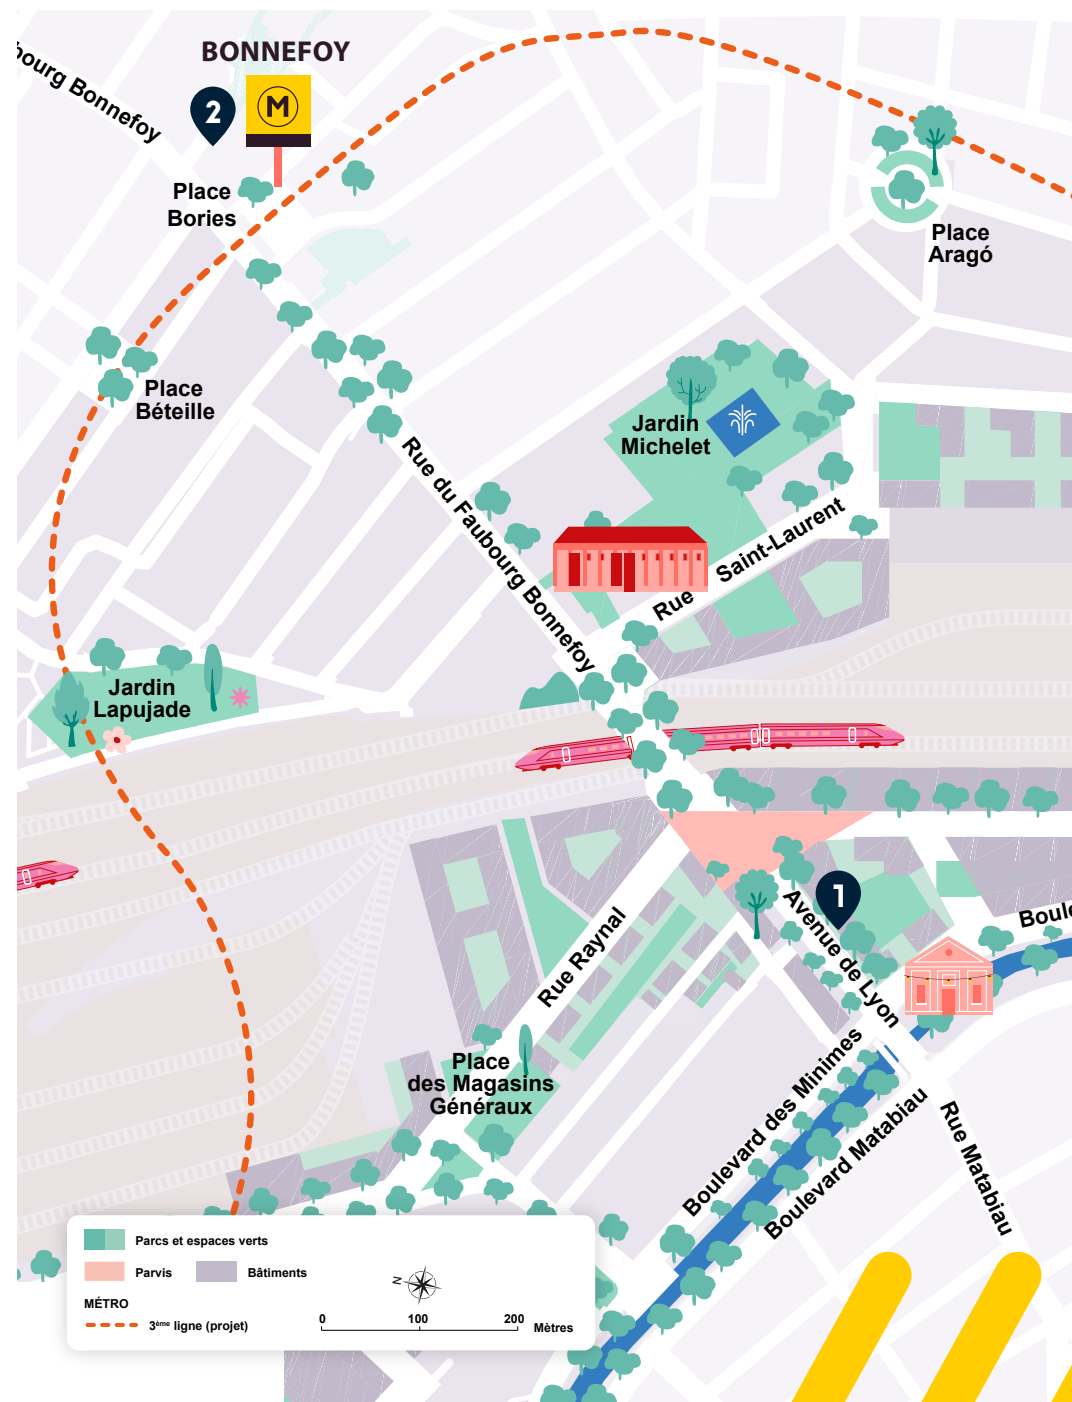 BONNEFOY
M
2
bourg Bonnefoy
Place
Bories
Place
Aragó
Place
Béteille
Jardin
Michelet
Rue du Faubourg Bonnefoy
Rue Saint-Laurent
Jardin
Lapujade
1
Avenue de Lyon
Boule
Rue Raynal
Place
des Magasins
Généraux
Boulevard des Minimes
Boulevard Matabiau
Rue Matabiau
Parcs et espaces verts
Parvis
Bâtiments
MÉTRO
3ème ligne (projet)
N
0 100 200 Mètres